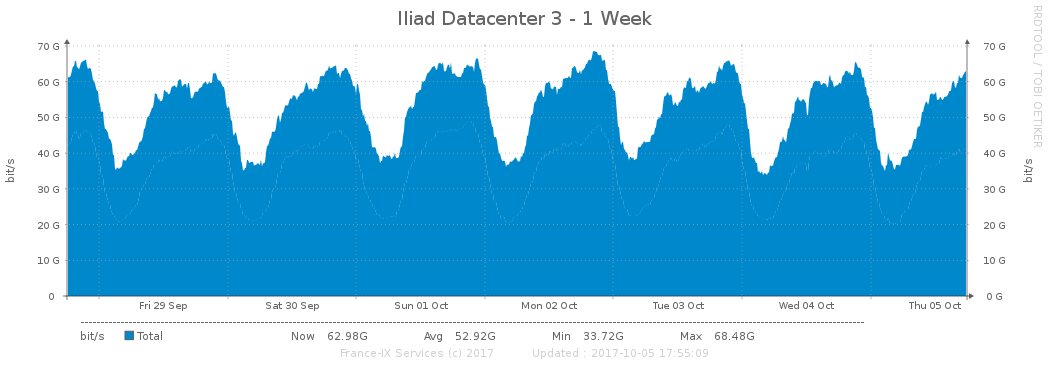 Iliad Datacenter 3 - 1 Week
RRDTOOL / TOBI OETIKER
70 G 70 G
60 G 60 G
50 G 50 G
40 G 40 G
30 G 30 G
20 G 20 G
10 G 10 G
0 0 G
bit/s bit/s
Fri 29 Sep Sat 30 Sep Sun 01 Oct Mon 02 Oct Tue 03 Oct Wed 04 Oct Thu 05 Oct
bit/s Total Now 62.98G Avg 52.92G Min 33.72G Max 68.48G
France-IX Services (c) 2017 Updated : 2017-10-05 17:55:09